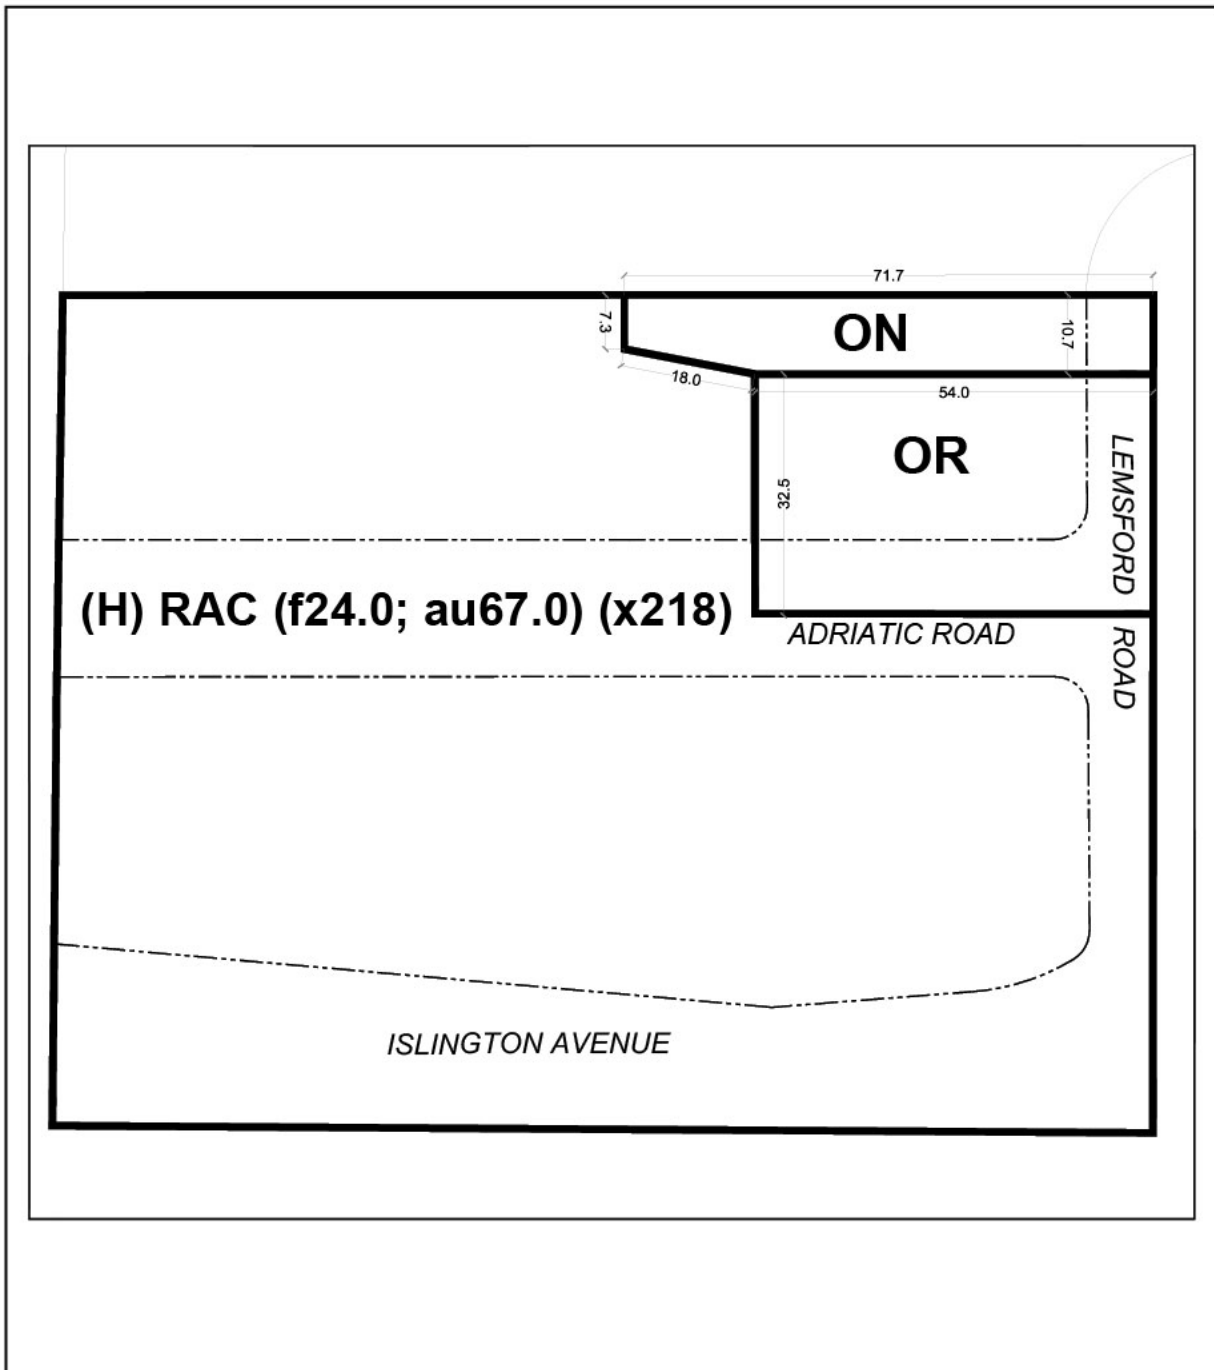 71.7
7.3
ON
10.7
18.0
54.0
OR
32.5
LEMSFORD ROAD
(H) RAC (f24.0; au67.0) (x218)
ADRIATIC ROAD
ISLINGTON AVENUE